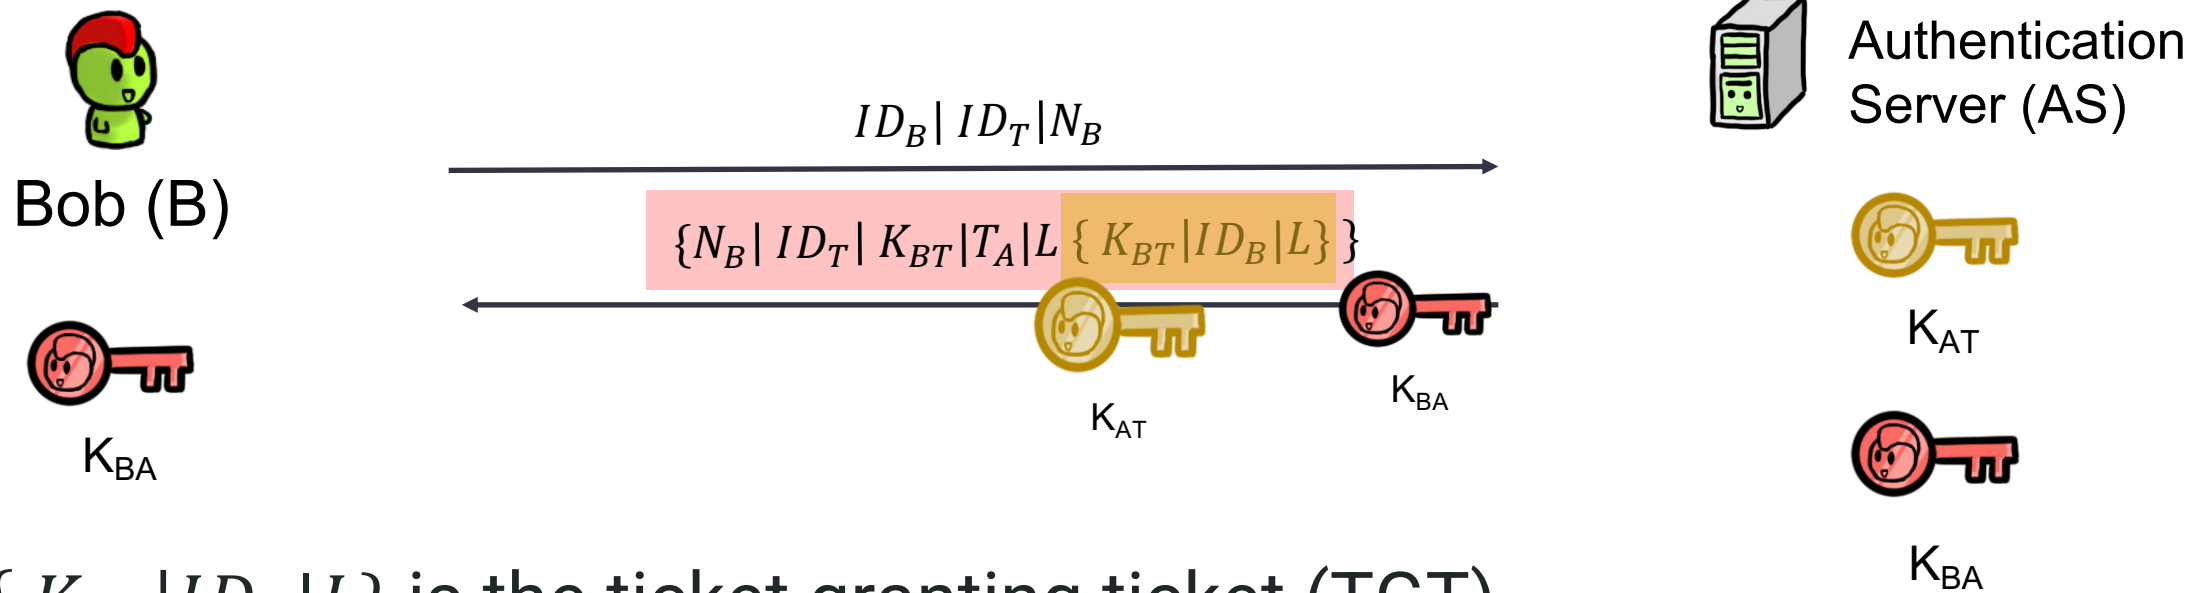 Authentication
Server (AS)
ID_B| ID_T|N_B
Bob (B)
{N_B| ID_T| K_BT|T_A|L { K_BT|ID_B|L} }
K_AT
K_BA
K_AT
K_BA
K_BA
is the ticket granting ticket (TGT)